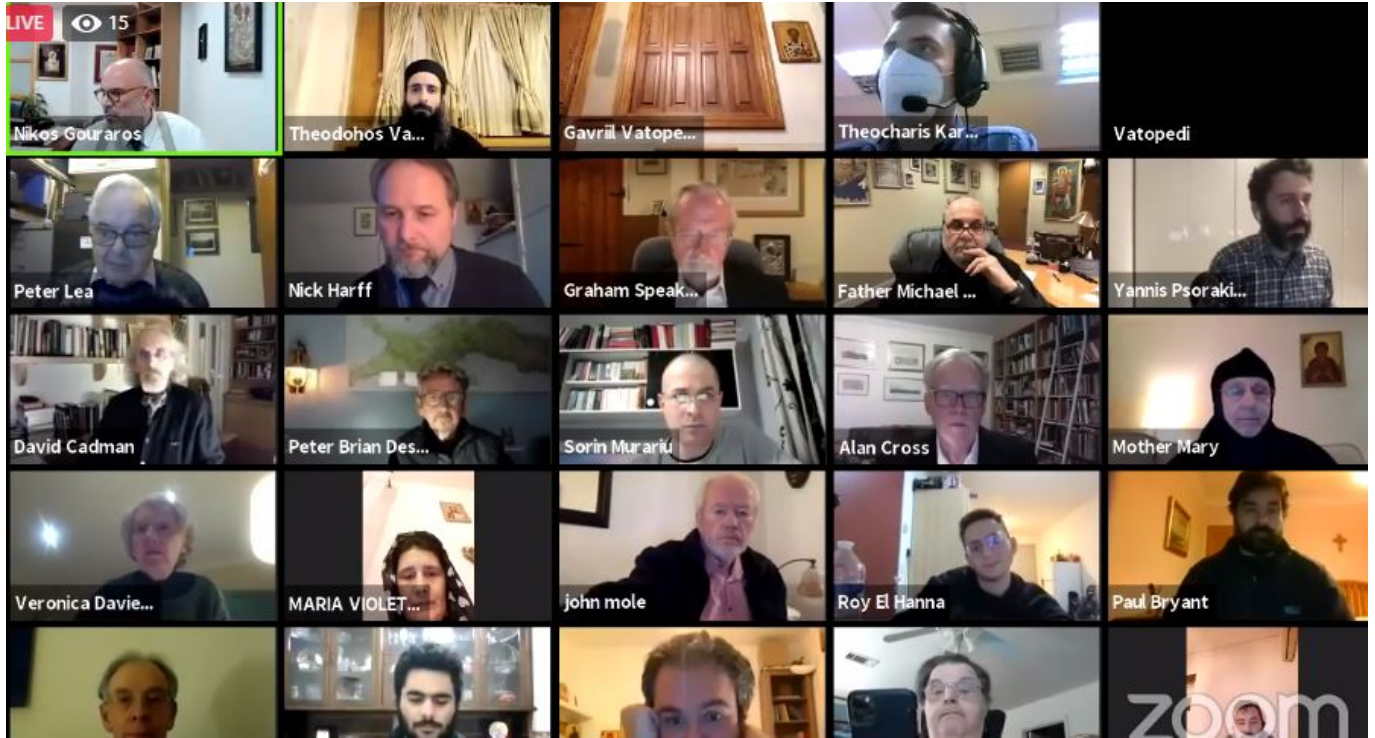 LIVE 15
Nikos Gouraros
Theodohos Va...
Gavriil Vatope...
Theocharis Kar...
Vatopedi
Peter Lea
Nick Harff
Graham Speak...
Father Michael ...
Yannis Psoraki...
David Cadman
Peter Brian Des...
Sorin Murariu
Alan Cross
Mother Mary
Veronica Davie...
MARIA VIOLET...
john mole
Roy El Hanna
Paul Bryant
zoom